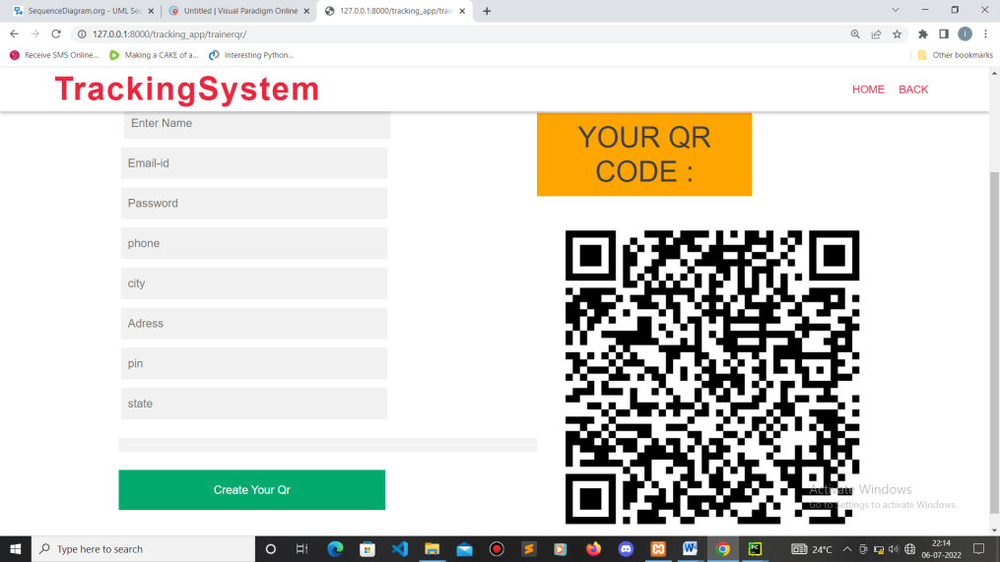 SequenceDiagram.org - UML Seq
Untitled | Visual Paradigm Online
127.0.0.1:8000/tracking_app/train
127.0.0.1:8000/tracking_app/trainerqr/
Receive SMS Online...
Making a CAKE of a...
Interesting Python...
Other bookmarks
TrackingSystem
HOME
BACK
Enter Name
Email-id
Password
phone
city
Adress
pin
state
Create Your Qr
YOUR QR
CODE :
Activate Windows
Go to Settings to activate Windows.
Type here to search
24°C
22:14
06-07-2022